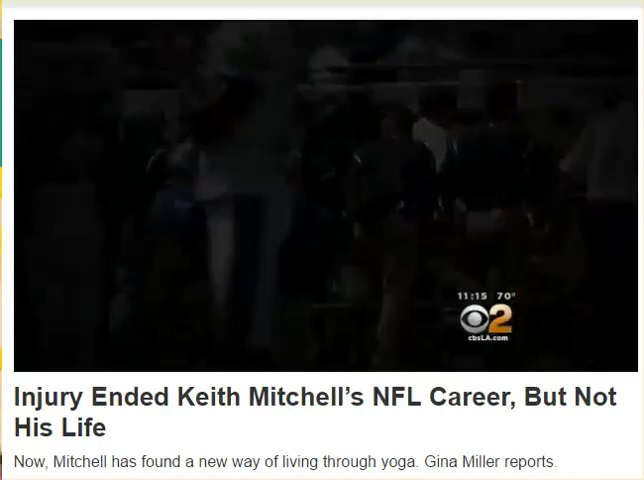 11:15 70°
2
cbsLA.com
Injury Ended Keith Mitchell’s NFL Career, But Not
His Life
Now, Mitchell has found a new way of living through yoga. Gina Miller reports.